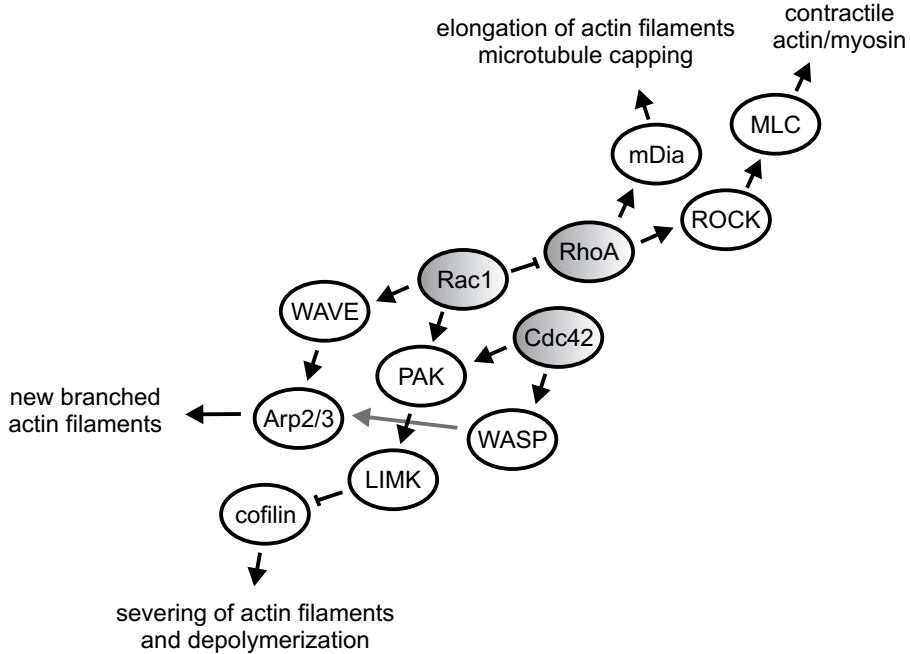 contractile
actin/myosin
elongation of actin filaments
microtubule capping
MLC
mDia
ROCK
RhoA
Rac1
WAVE
Cdc42
PAK
new branched
actin filaments
Arp2/3
WASP
LIMK
cofilin
severing of actin filaments
and depolymerization